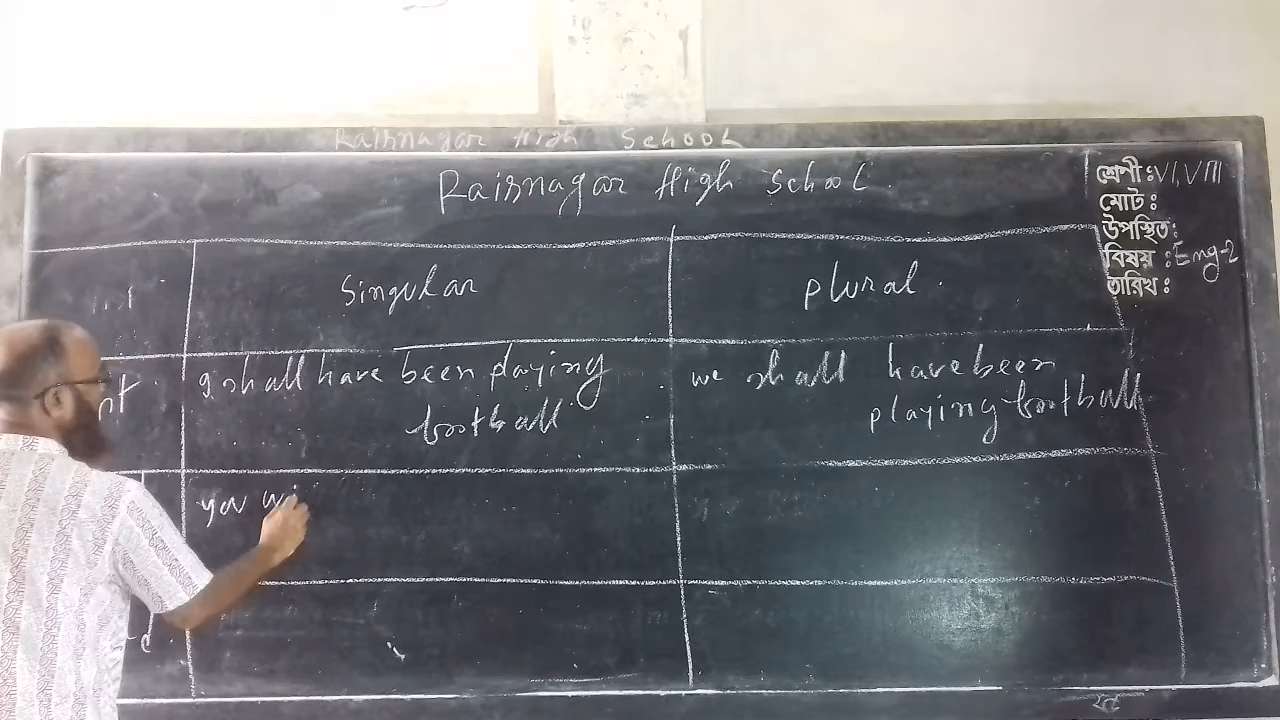 Raisnagar High School
Raisnagar High School
শ্রেণী: VI, VIII
মোট:
উপস্থিত:
বিষয়: Eng-2
তারিখ:
Singular
plural.
I shall have been playing
football
we shall have been
playing football
you wi